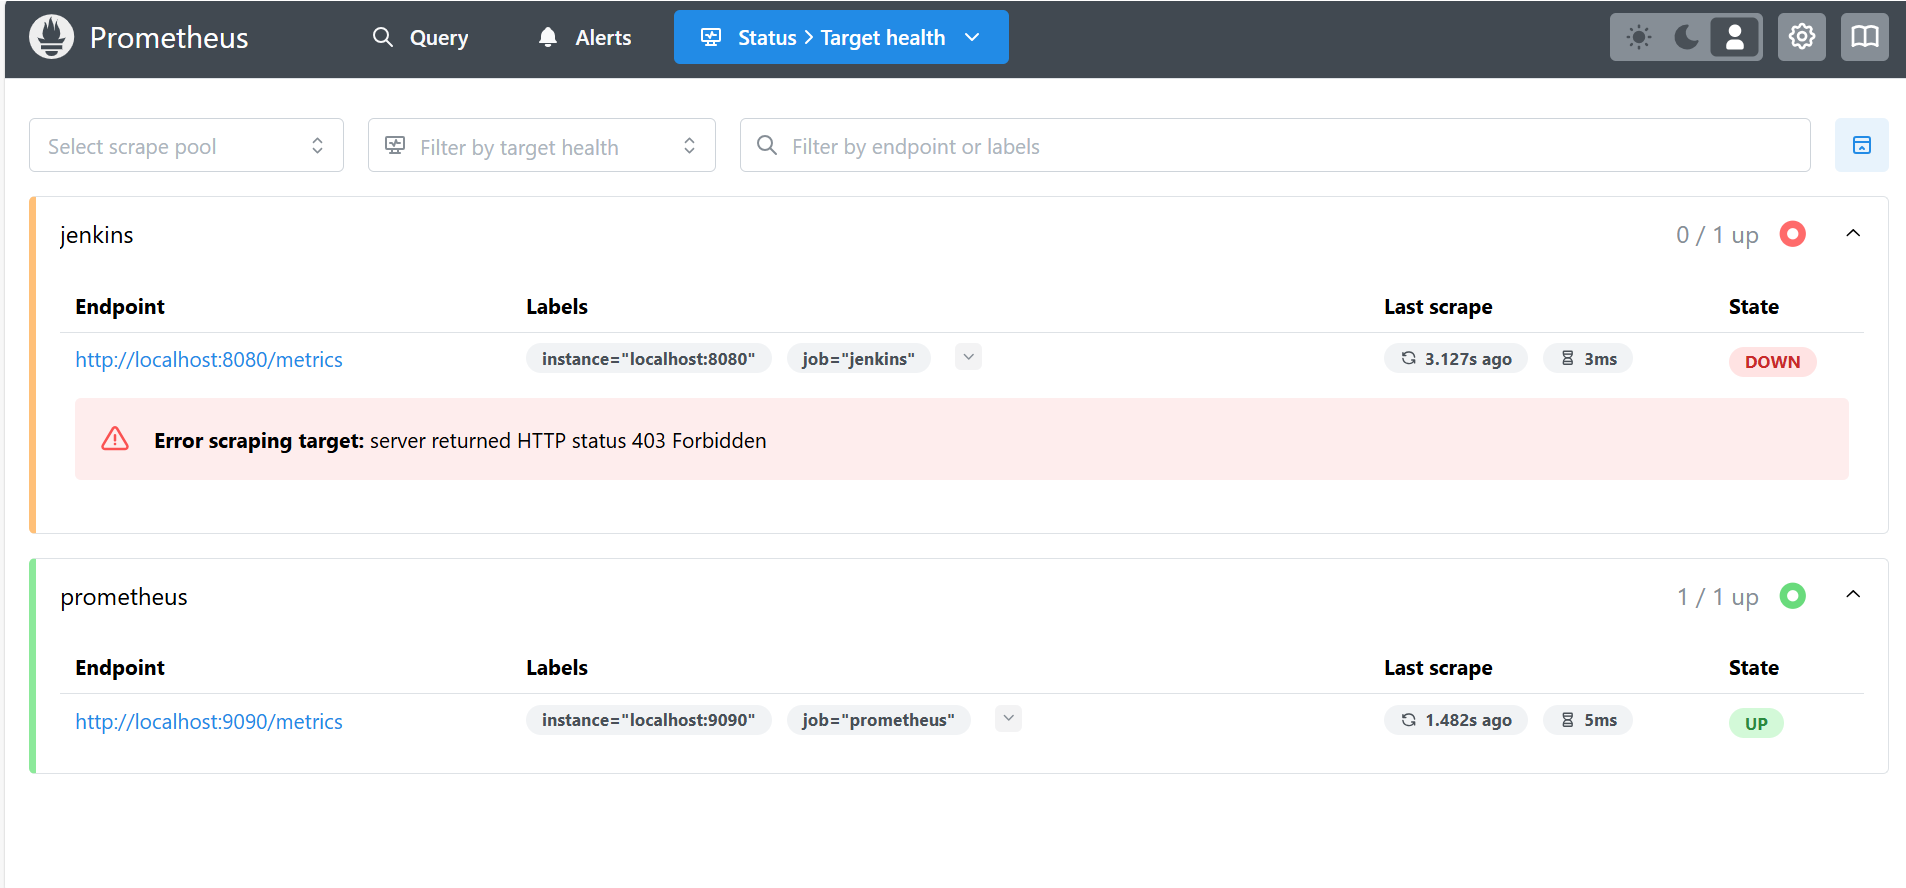 Prometheus Query Alerts Status > Target health
Select scrape pool Filter by target health Filter by endpoint or labels
jenkins 0 / 1 up
Endpoint Labels Last scrape State
http://localhost:8080/metrics instance="localhost:8080" job="jenkins" 3.127s ago 3ms DOWN
Error scraping target: server returned HTTP status 403 Forbidden
prometheus 1 / 1 up
Endpoint Labels Last scrape State
http://localhost:9090/metrics instance="localhost:9090" job="prometheus" 1.482s ago 5ms UP